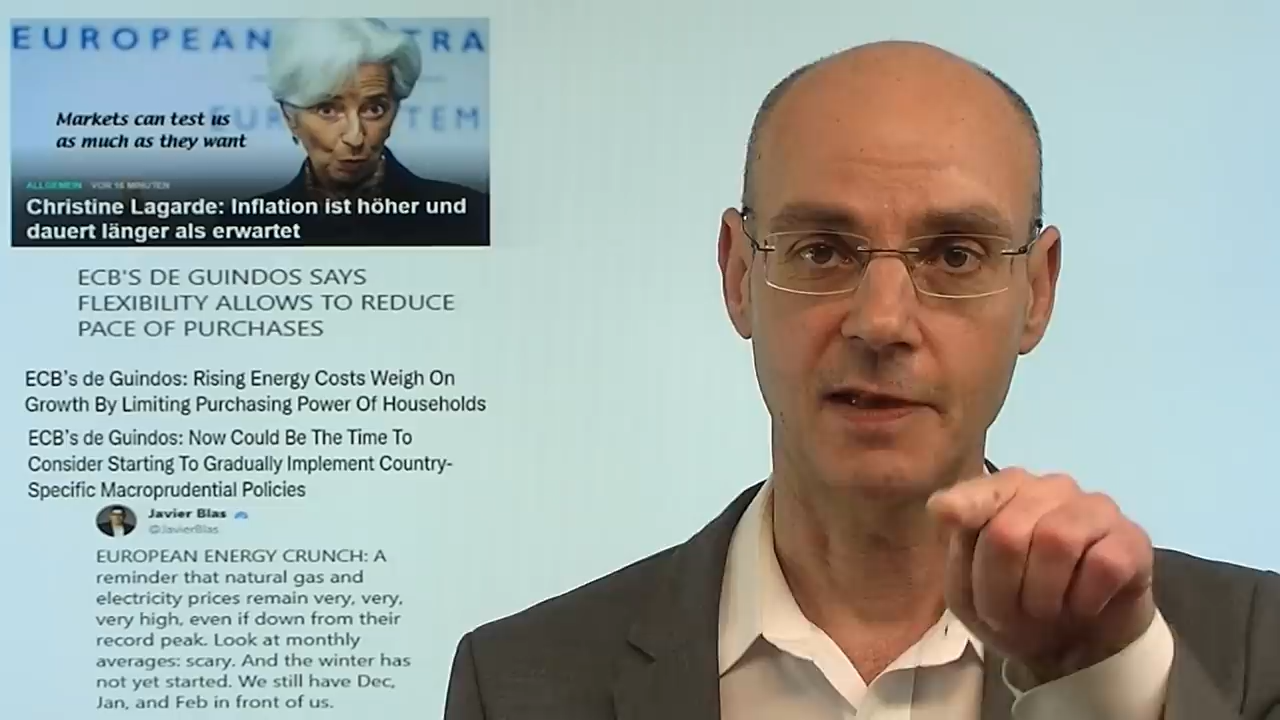 EUROPEAN TRA
EUR TEM
Markets can test us
as much as they want
ALLGEMEIN VOR 16 MINUTEN
Christine Lagarde: Inflation ist höher und
dauert länger als erwartet
ECB'S DE GUINDOS SAYS
FLEXIBILITY ALLOWS TO REDUCE
PACE OF PURCHASES
ECB's de Guindos: Rising Energy Costs Weigh On
Growth By Limiting Purchasing Power Of Households
ECB's de Guindos: Now Could Be The Time To
Consider Starting To Gradually Implement Country-
Specific Macroprudential Policies
Javier Blas
@JavierBlas
EUROPEAN ENERGY CRUNCH: A
reminder that natural gas and
electricity prices remain very, very,
very high, even if down from their
record peak. Look at monthly
averages: scary. And the winter has
not yet started. We still have Dec,
Jan, and Feb in front of us.